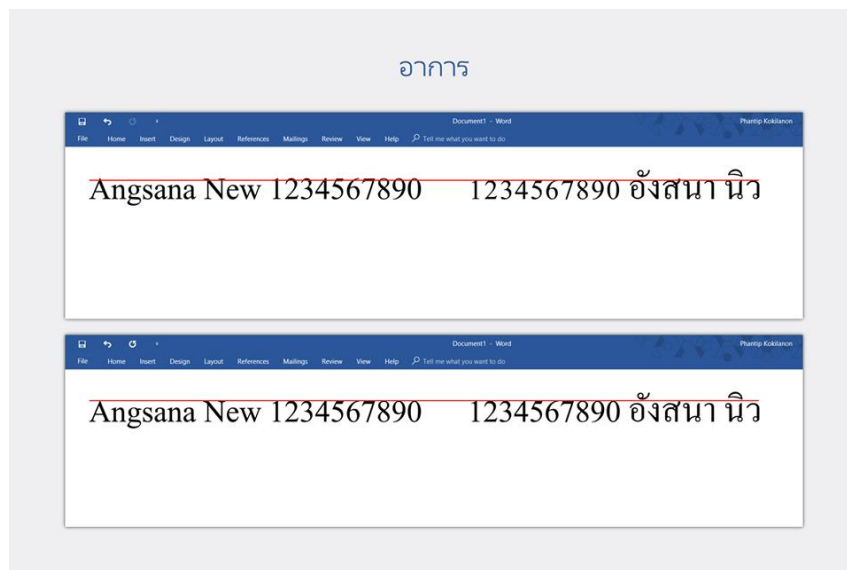 อาการ
Document1 - Word
Phantip Kokilanon
File Home Insert Design Layout References Mailings Review View Help Tell me what you want to do
Angsana New 1234567890 1234567890 อังสนา นิว
Document1 - Word
Phantip Kokilanon
File Home Insert Design Layout References Mailings Review View Help Tell me what you want to do
Angsana New 1234567890 1234567890 อังสนา นิว